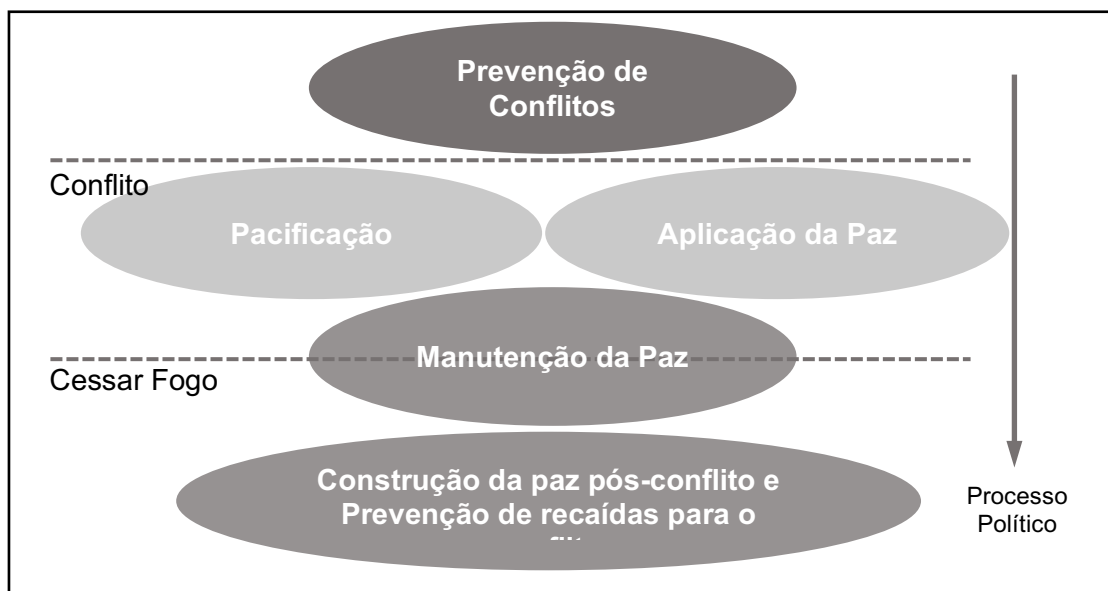 Prevenção de
Conflitos
Conflito
Pacificação
Aplicação da Paz
Manutenção da Paz
Cessar Fogo
Construção da paz pós-conflito e
Prevenção de recaídas para o
Processo
Político